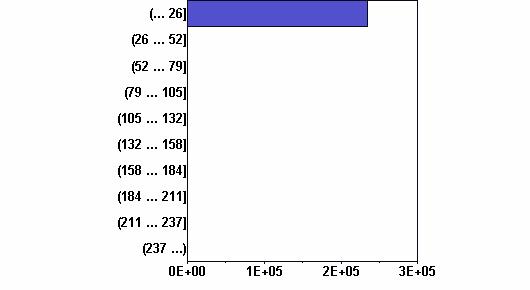 (... 26]
(26 ... 52]
(52 ... 79]
(79 ... 105]
(105 ... 132]
(132 ... 158]
(158 ... 184]
(184 ... 211]
(211 ... 237]
(237 ...)
0E+00 1E+05 2E+05 3E+05